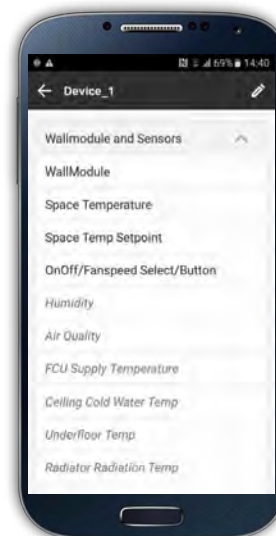 69% 14:40
Device_1
Wallmodule and Sensors
WallModule
Space Temperature
Space Temp Setpoint
OnOff/Fanspeed Select/Button
Humidity
Air Quality
FCU Supply Temperature
Ceiling Cold Water Temp
Underfloor Temp
Radiator Radiation Temp